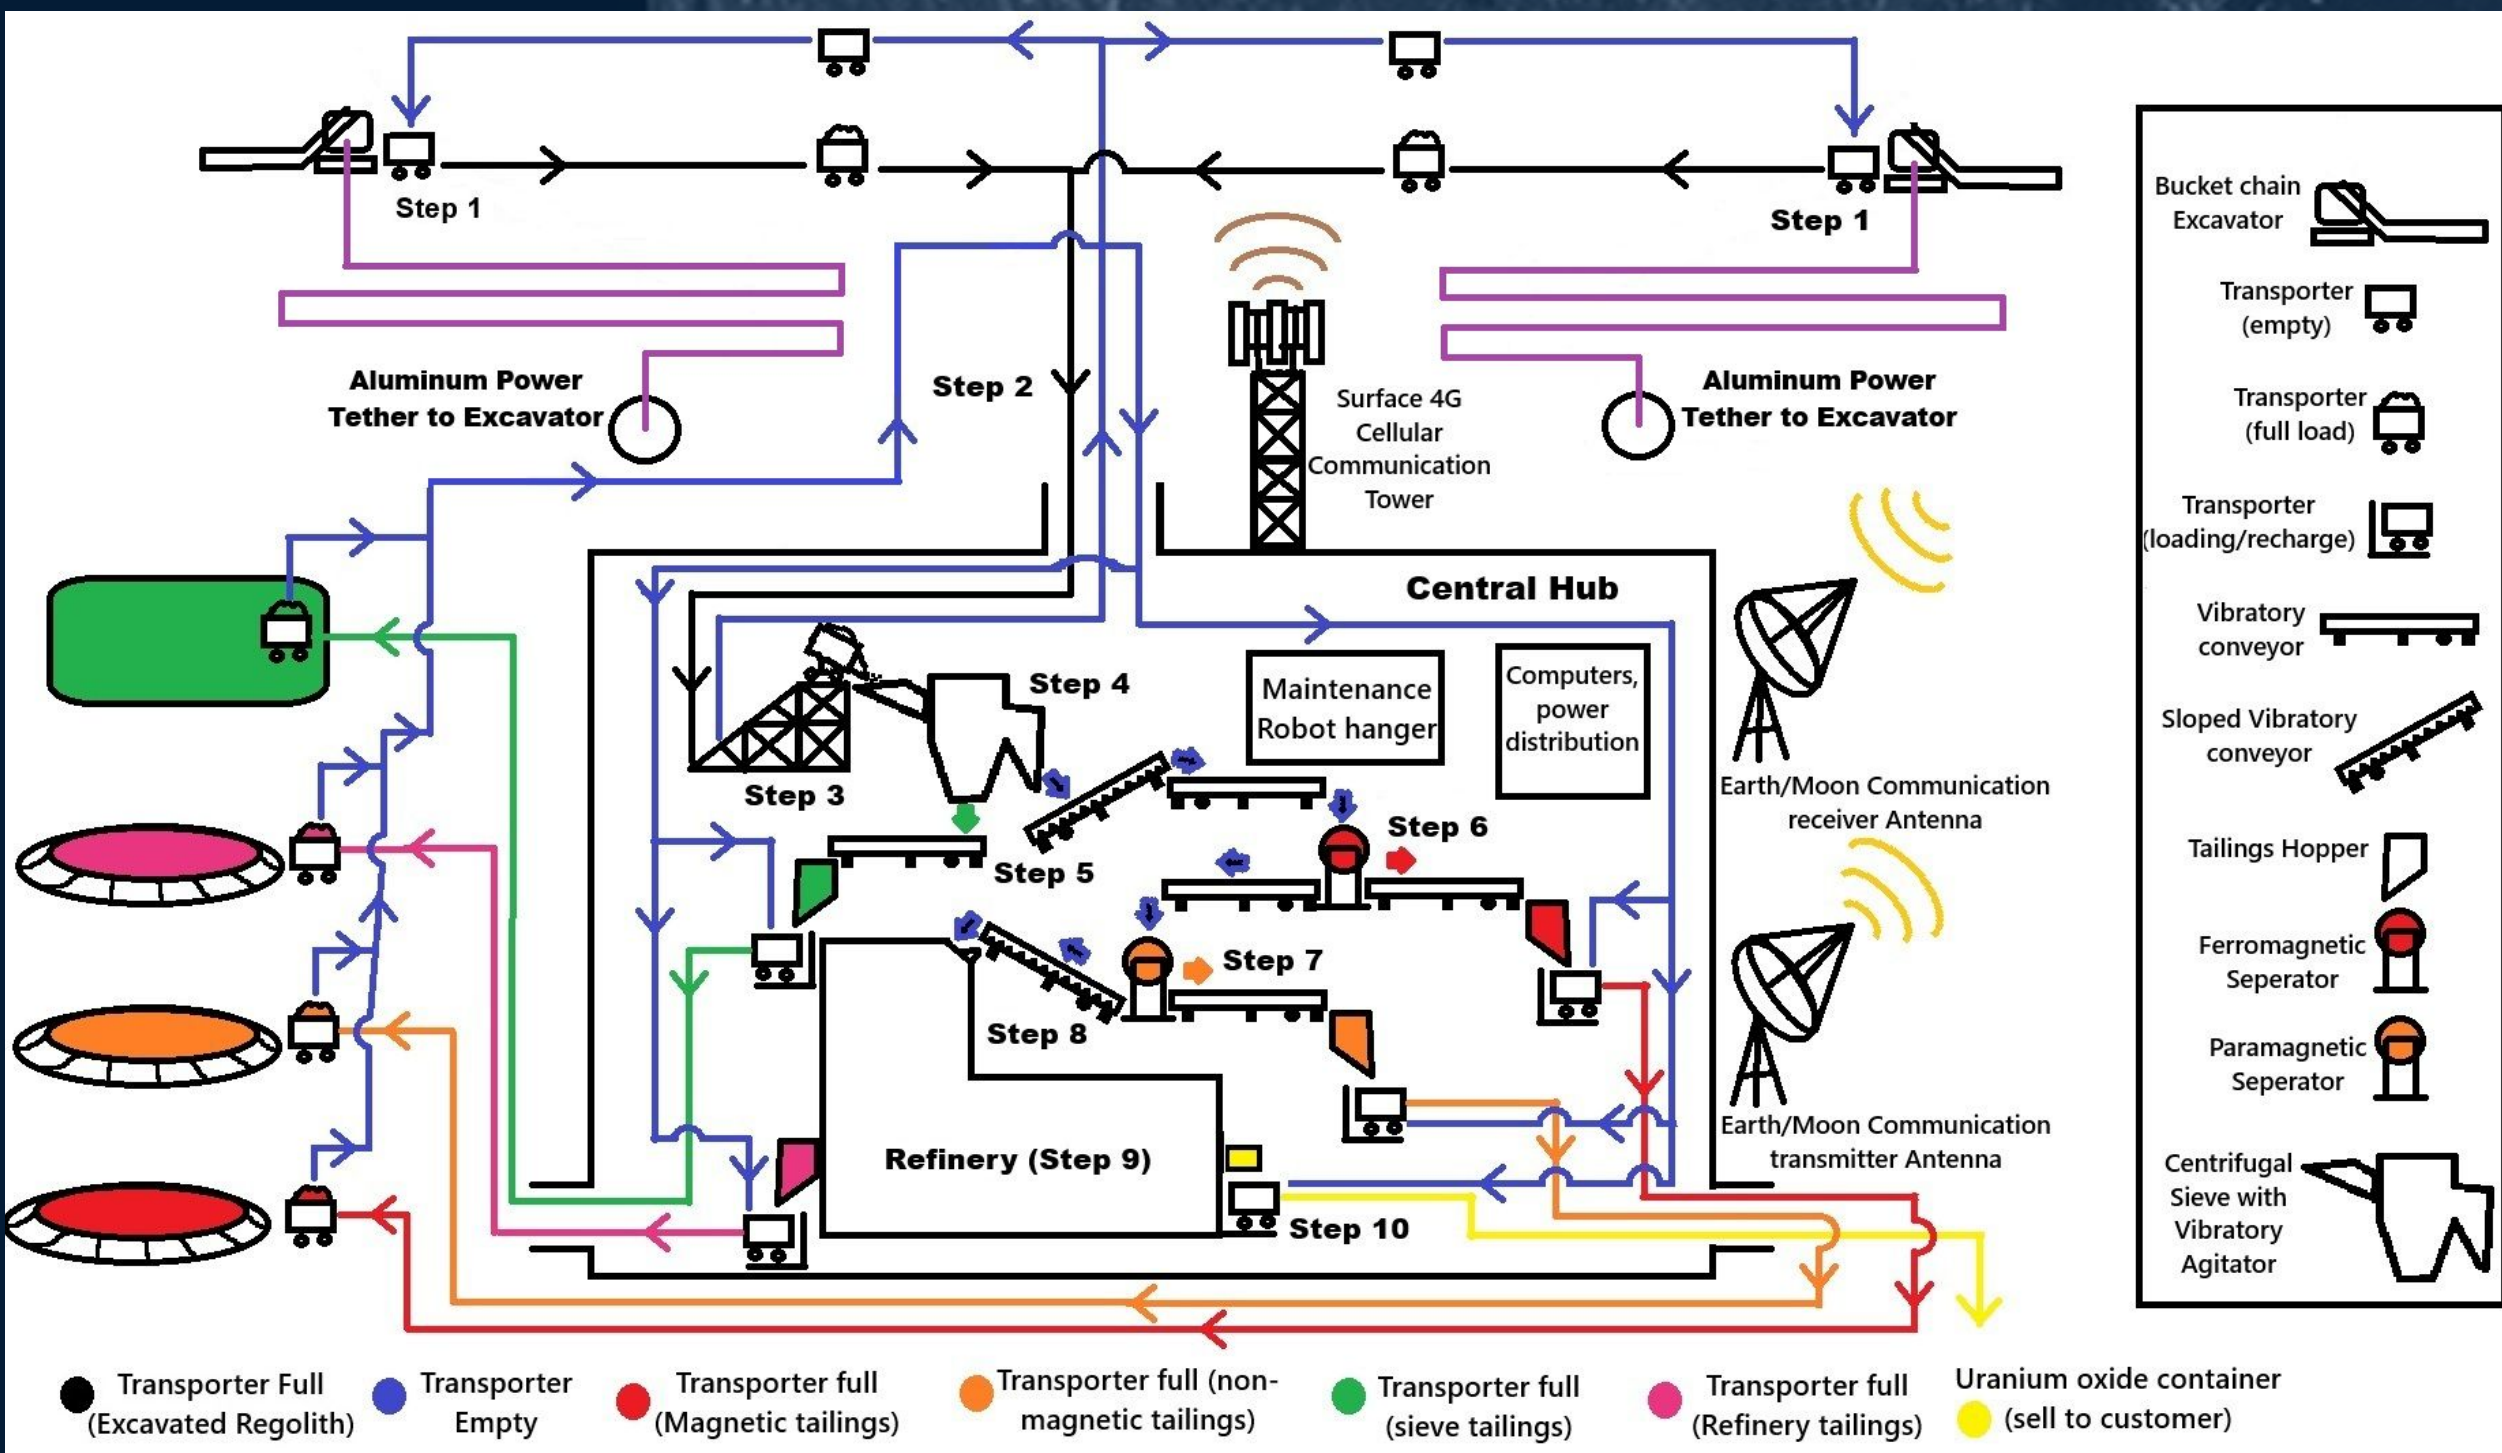 Step 1
Step 1
Aluminum Power
Tether to Excavator
Step 2
Surface 4G
Cellular
Communication
Tower
Aluminum Power
Tether to Excavator
Central Hub
Step 4
Maintenance
Robot hanger
Computers,
power
distribution
Step 3
Step 6
Step 5
Step 7
Step 8
Refinery (Step 9)
Step 10
Earth/Moon Communication
receiver Antenna
Earth/Moon Communication
transmitter Antenna
Bucket chain
Excavator
Transporter
(empty)
Transporter
(full load)
Transporter
(loading/recharge)
Vibratory
conveyor
Sloped Vibratory
conveyor
Tailings Hopper
Ferromagnetic
Seperator
Paramagnetic
Seperator
Centrifugal
Sieve with
Vibratory
Agitator
Transporter Full
(Excavated Regolith)
Transporter
Empty
Transporter full
(Magnetic tailings)
Transporter full (non-
magnetic tailings)
Transporter full
(sieve tailings)
Transporter full
(Refinery tailings)
Uranium oxide container
(sell to customer)